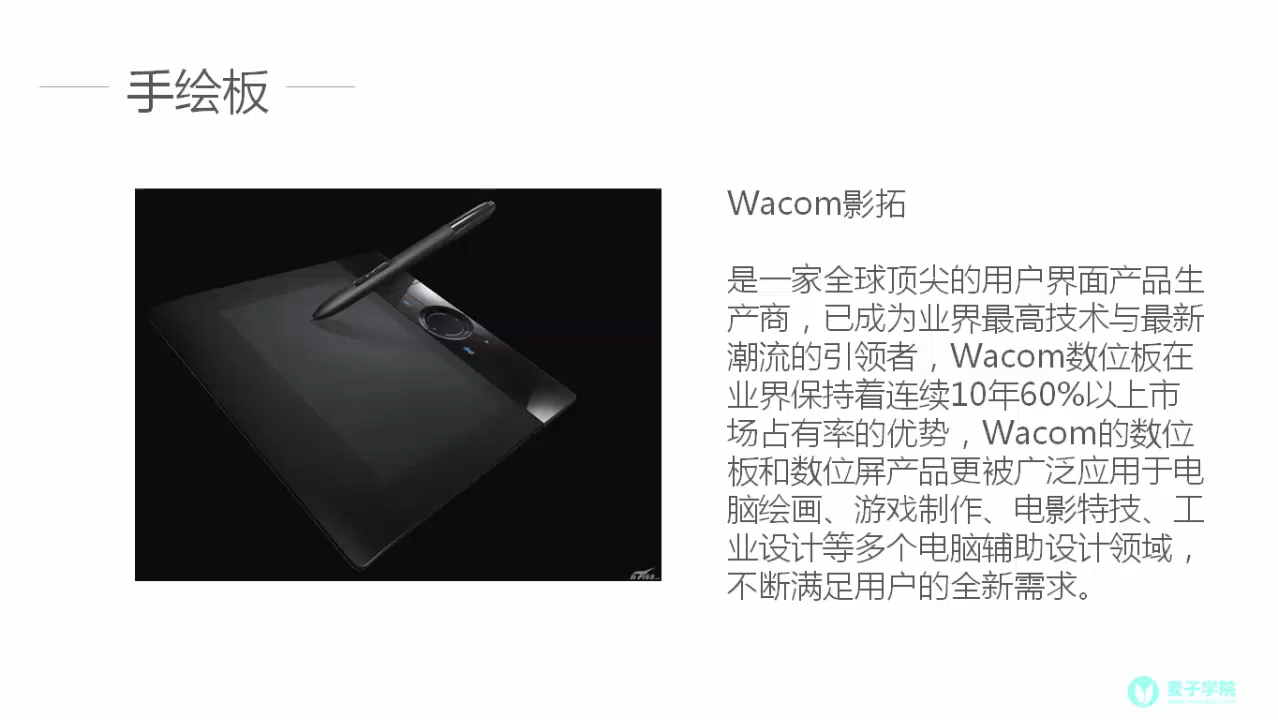 手绘板
Wacom影拓
是一家全球顶尖的用户界面产品生
产商，已成为业界最高技术与最新
潮流的引领者，Wacom数位板在
业界保持着连续10年60%以上市
场占有率的优势，Wacom的数位
板和数位屏产品更被广泛应用于电
脑绘画、游戏制作、电影特技、工
业设计等多个电脑辅助设计领域，
不断满足用户的全新需求。
麦子学院